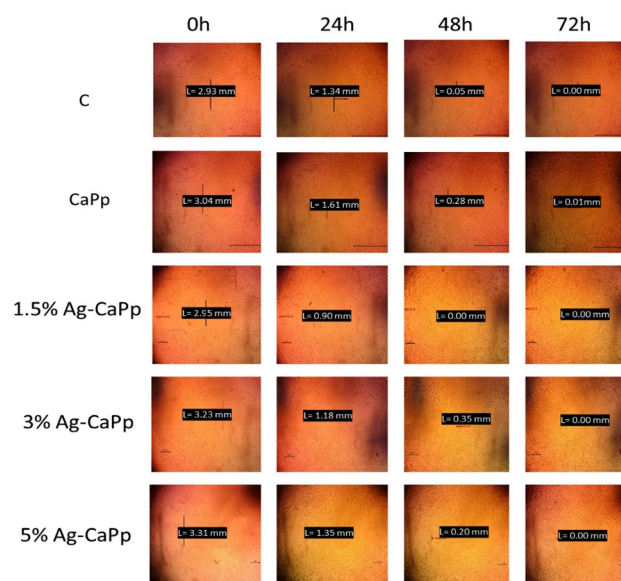 0h 24h 48h 72h
C L= 2.93 mm L= 1.34 mm L= 0.05 mm L= 0.00 mm
CaPp L= 3.04 mm L= 1.61 mm L= 0.28 mm L= 0.01mm
1.5% Ag-CaPp L= 2.95 mm L= 0.90 mm L= 0.00 mm L= 0.00 mm
3% Ag-CaPp L= 3.23 mm L= 1.18 mm L= 0.35 mm L= 0.00 mm
5% Ag-CaPp L= 3.31 mm L= 1.35 mm L= 0.20 mm L= 0.00 mm